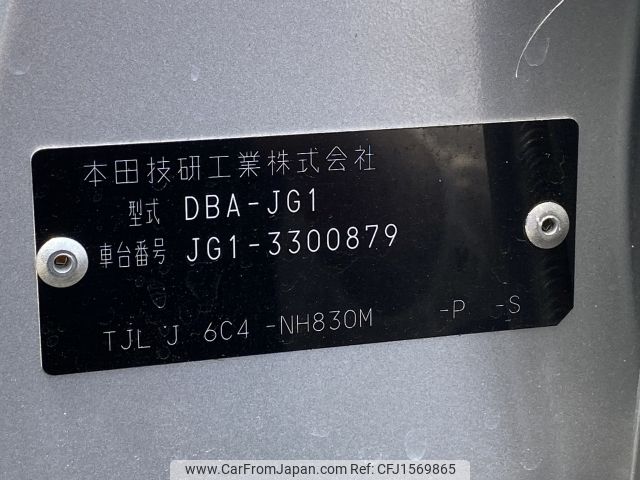 本田技研工業株式会社
型式 DBA-JG1
車台番号 JG1-3300879
TJL J 6C4 -NH830M -P -S
www.CarFromJapan.com | CFJ1569865